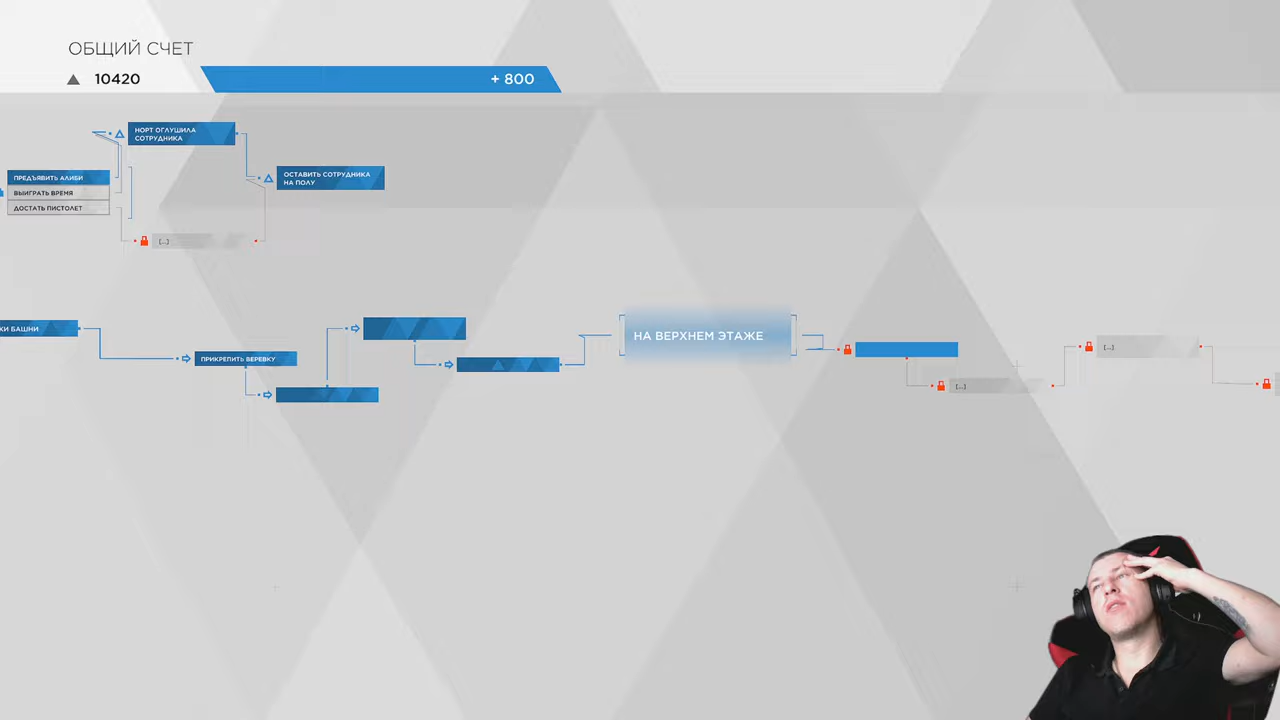 ОБЩИЙ СЧЕТ
10420
+ 800
НОРТ ОГЛУШИЛА
СОТРУДНИКА
ОСТАВИТЬ СОТРУДНИКА
НА ПОЛУ
ПРЕДЪЯВИТЬ АЛИБИ
ВЫИГРАТЬ ВРЕМЯ
ДОСТАТЬ ПИСТОЛЕТ
[...]
КИ БАШНИ
ПРИКРЕПИТЬ ВЕРЕВКУ
НА ВЕРХНЕМ ЭТАЖЕ
[...]
[...]